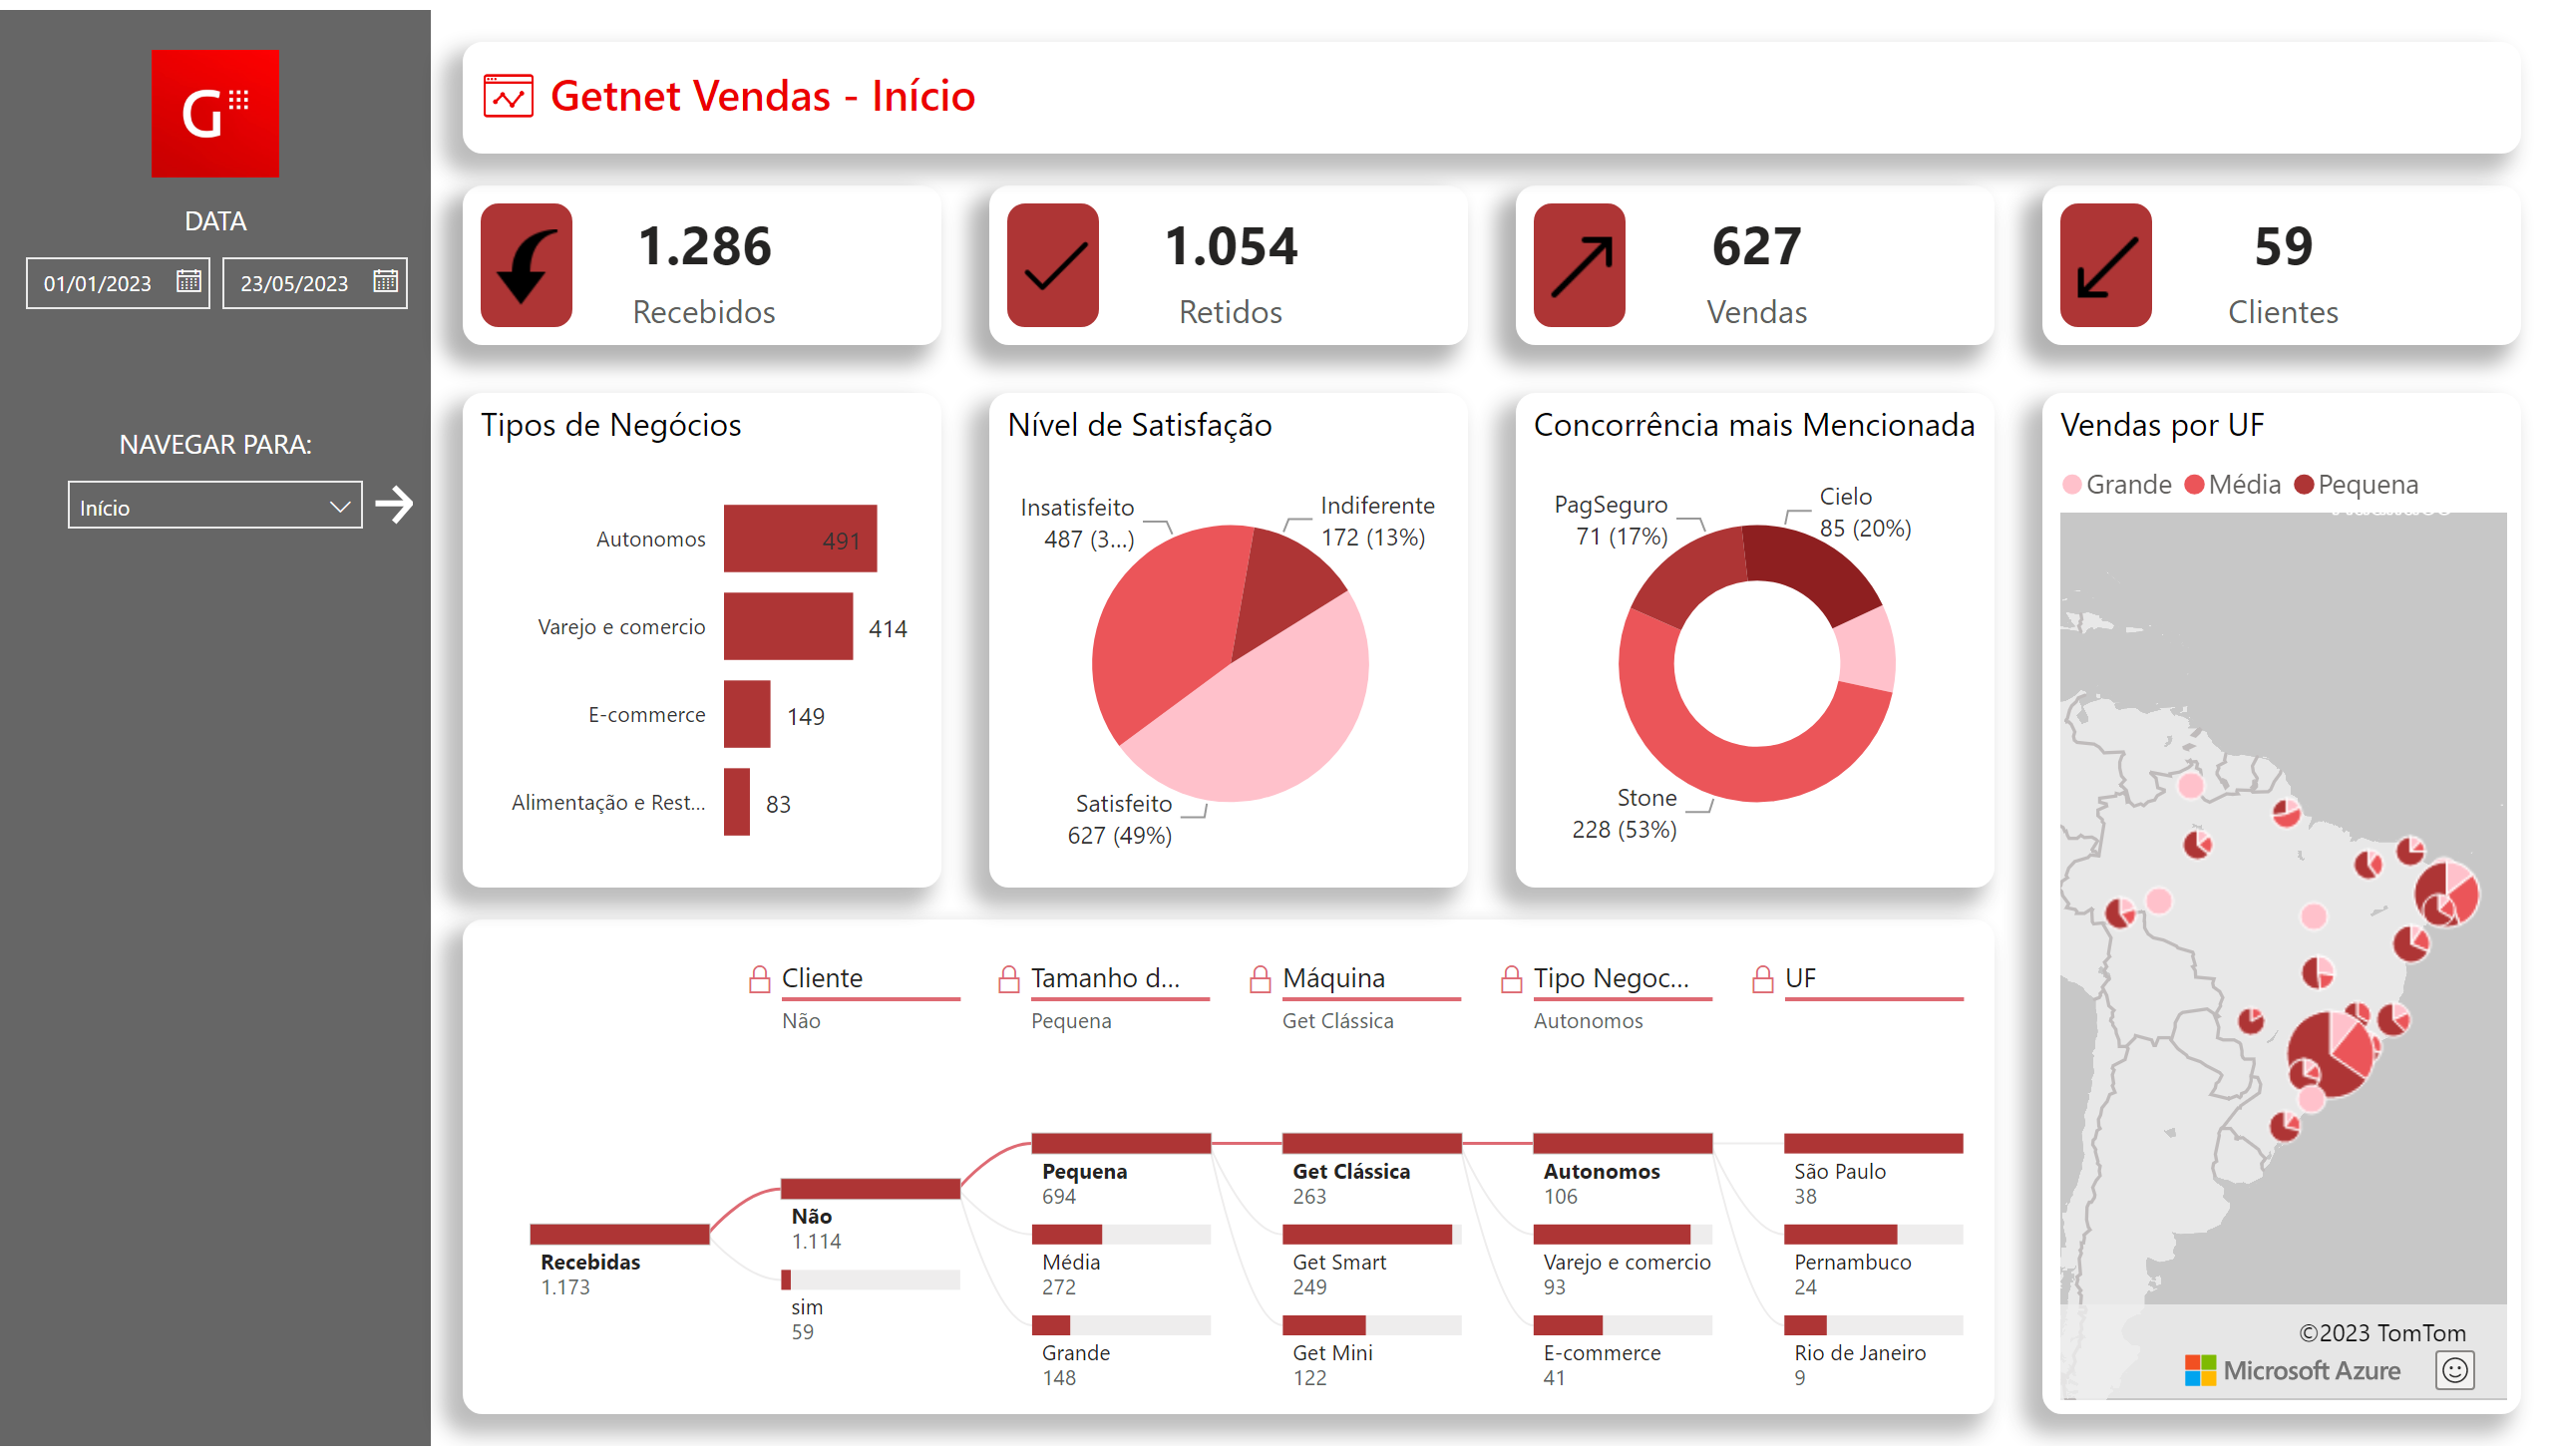 G
DATA
01/01/2023
23/05/2023
NAVEGAR PARA:
Início
Getnet Vendas - Início
1.286
Recebidos
1.054
Retidos
627
Vendas
59
Clientes
Tipos de Negócios
Autonomos
491
Varejo e comercio
414
E-commerce
149
Alimentação e Rest...
83
Nível de Satisfação
Insatisfeito
487 (3...)
Indiferente
172 (13%)
Satisfeito
627 (49%)
Concorrência mais Mencionada
PagSeguro
71 (17%)
Cielo
85 (20%)
Stone
228 (53%)
Vendas por UF
Grande Média Pequena
©2023 TomTom
Microsoft Azure
Cliente
Não
Tamanho d...
Pequena
Máquina
Get Clássica
Tipo Negoc...
Autonomos
UF
Recebidas
1.173
Não
1.114
sim
59
Pequena
694
Média
272
Grande
148
Get Clássica
263
Get Smart
249
Get Mini
122
Autonomos
106
Varejo e comercio
93
E-commerce
41
São Paulo
38
Pernambuco
24
Rio de Janeiro
9